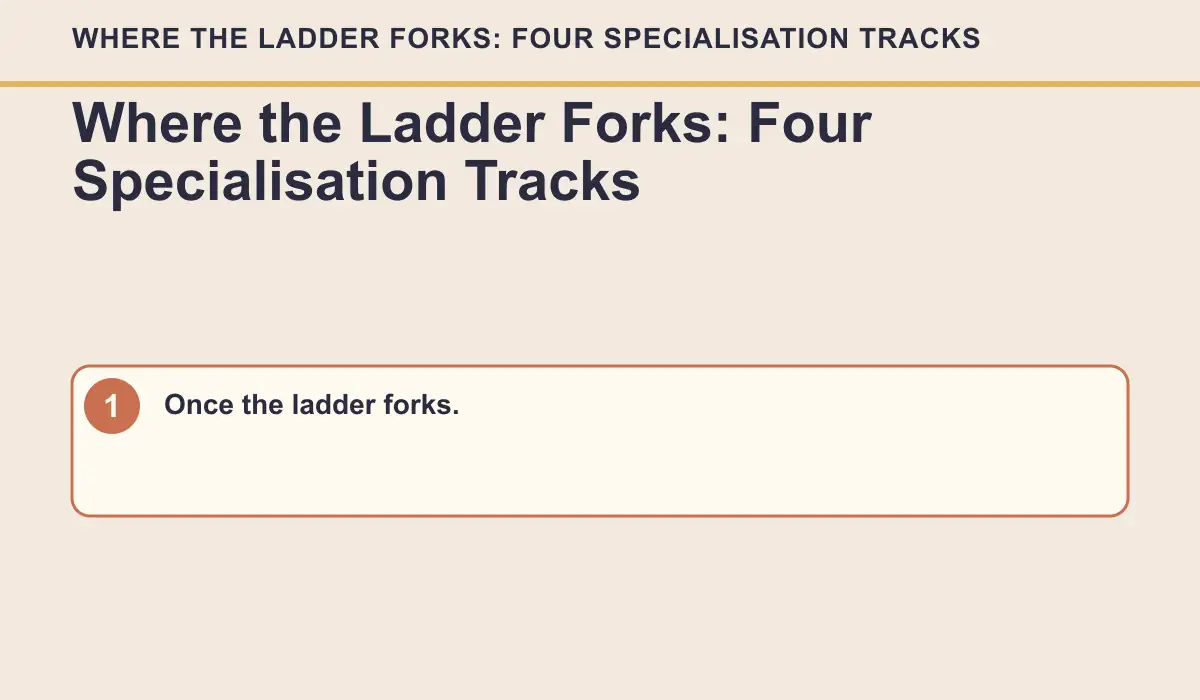 WHERE THE LADDER FORKS: FOUR SPECIALISATION TRACKS
Where the Ladder Forks: Four
Specialisation Tracks
1 Once the ladder forks.